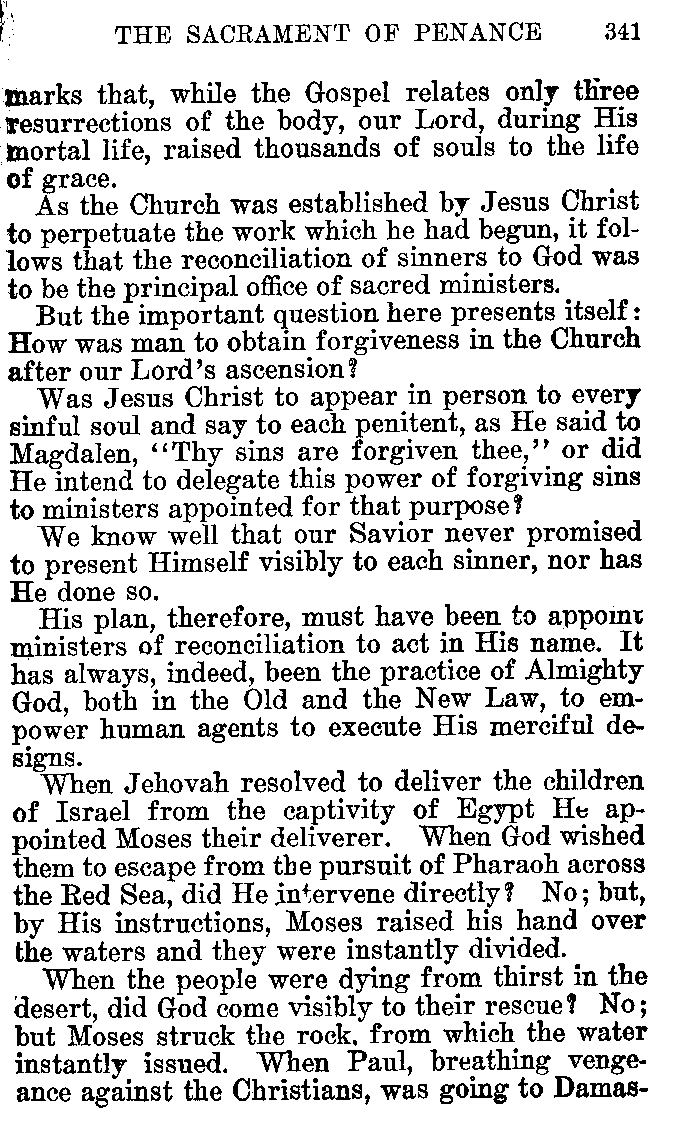 THE SACRAMENT OF PENANCE 341
marks that, while the Gospel relates only three
resurrections of the body, our Lord, during His
mortal life, raised thousands of souls to the life
of grace.
As the Church was established by Jesus Christ
to perpetuate the work which he had begun, it fol-
lows that the reconciliation of sinners to God was
to be the principal office of sacred ministers.
But the important question here presents itself:
How was man to obtain forgiveness in the Church
after our Lord's ascension?
Was Jesus Christ to appear in person to every
sinful soul and say to each penitent, as He said to
Magdalen, "Thy sins are forgiven thee," or did
He intend to delegate this power of forgiving sins
to ministers appointed for that purpose?
We know well that our Savior never promised
to present Himself visibly to each sinner, nor has
He done so.
His plan, therefore, must have been to appoint
ministers of reconciliation to act in His name. It
has always, indeed, been the practice of Almighty
God, both in the Old and the New Law, to em-
power human agents to execute His merciful de-
signs.
When Jehovah resolved to deliver the children
of Israel from the captivity of Egypt He ap-
pointed Moses their deliverer. When God wished
them to escape from the pursuit of Pharaoh across
the Red Sea, did He intervene directly? No; but,
by His instructions, Moses raised his hand over
the waters and they were instantly divided.
When the people were dying from thirst in the
desert, did God come visibly to their rescue? No;
but Moses struck the rock, from which the water
instantly issued. When Paul, breathing venge-
ance against the Christians, was going to Damas-